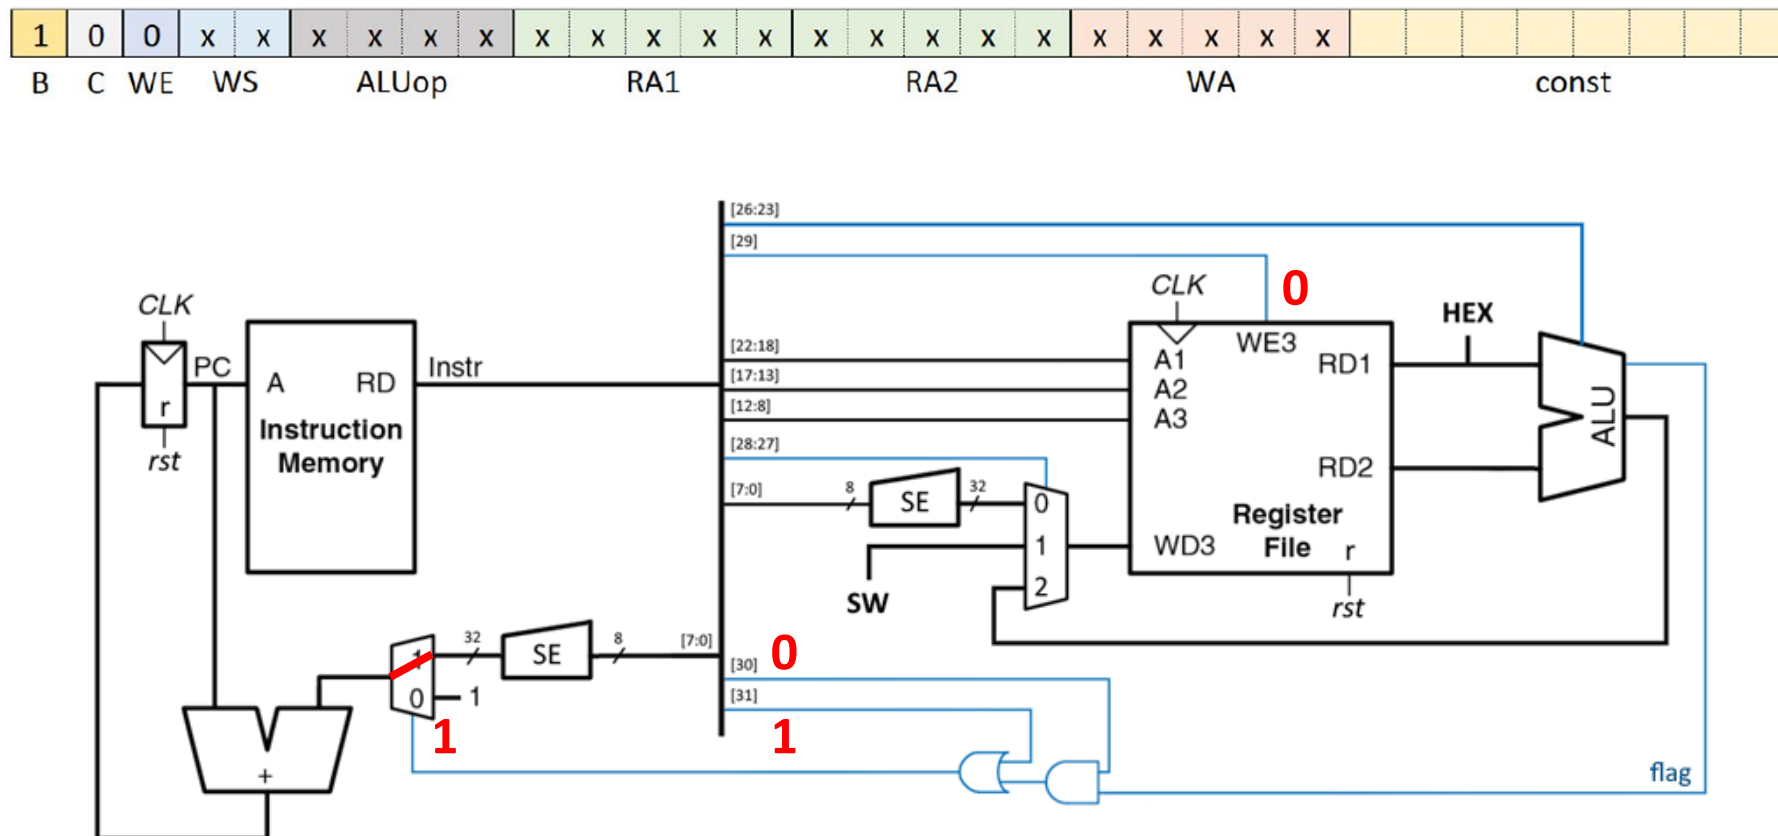 1 0 0 x x x x x x x x x x x x x x x x x x x x x
B C WE WS ALUop RA1 RA2 WA const
[26:23]
[29]
CLK 0
CLK
HEX
WE3
[22:18] A1 RD1
PC Instr
A RD
[17:13] A2
r
[12:8] A3
ALU
Instruction
Memory
rst
[28:27]
RD2
[7:0] 8 SE 32 0
Register
File r
1 WD3
SW
2
rst
1 32 SE 8 [7:0] 0
[30]
0 1
[31]
1 1
+
flag